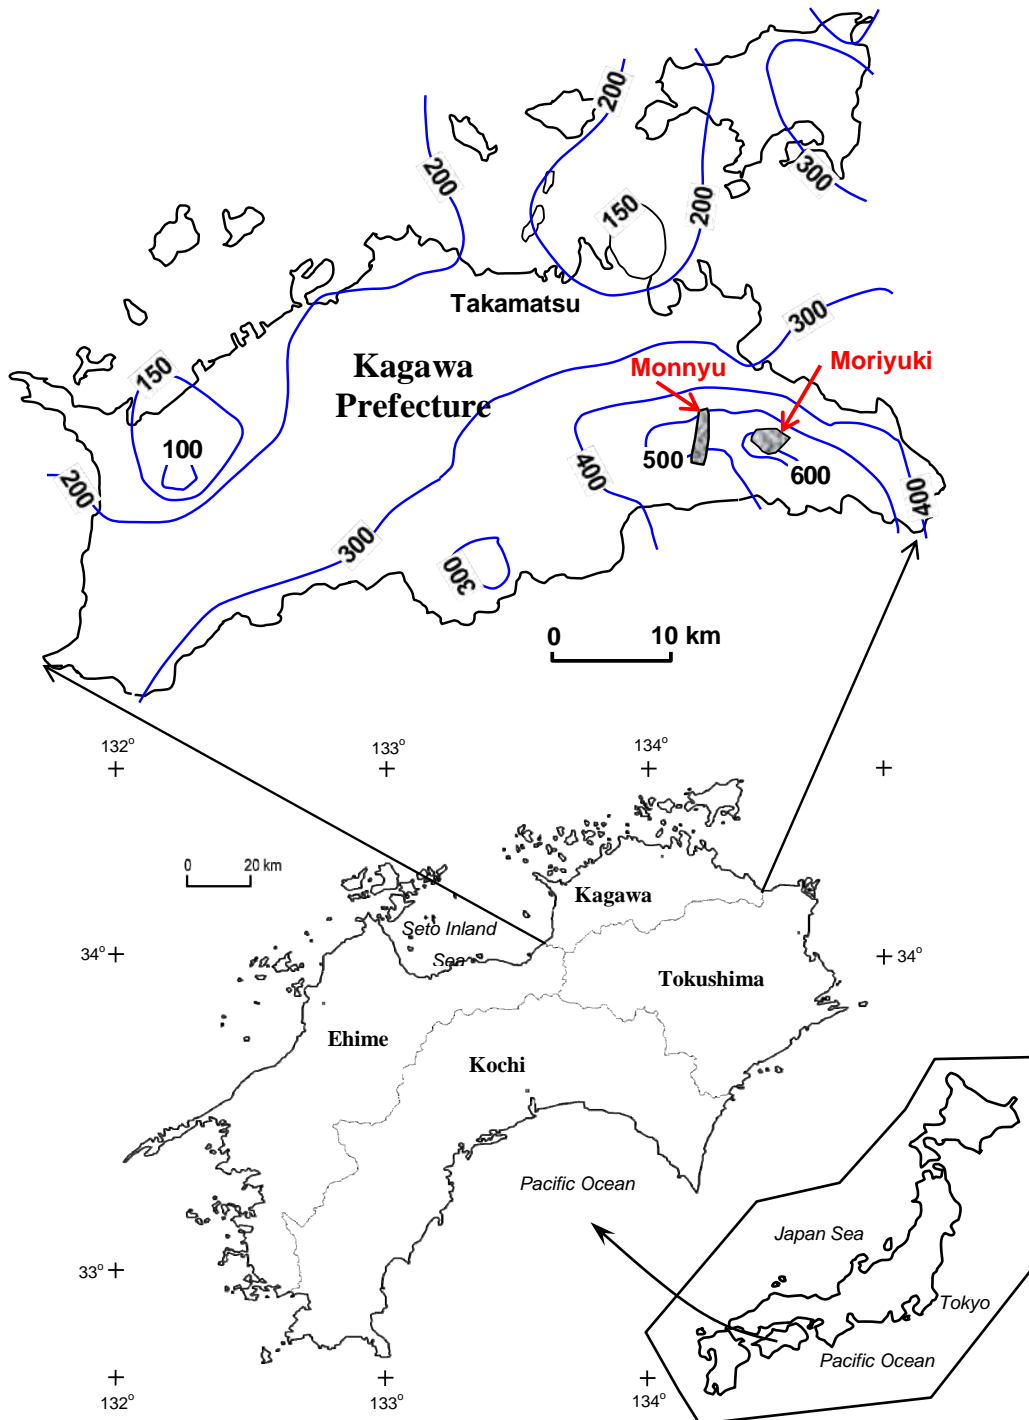 200
200
150
200
300
300
Takamatsu
Kagawa
Prefecture
Monnyu
Moriyuki
150
100
200
400
500
600
400
300
300
0 10 km
132°
133°
134°
0 20 km
Kagawa
Seto Inland
Sea
34°
34°
Tokushima
Ehime
Kochi
Pacific Ocean
Japan Sea
33°
Tokyo
Pacific Ocean
132°
133°
134°